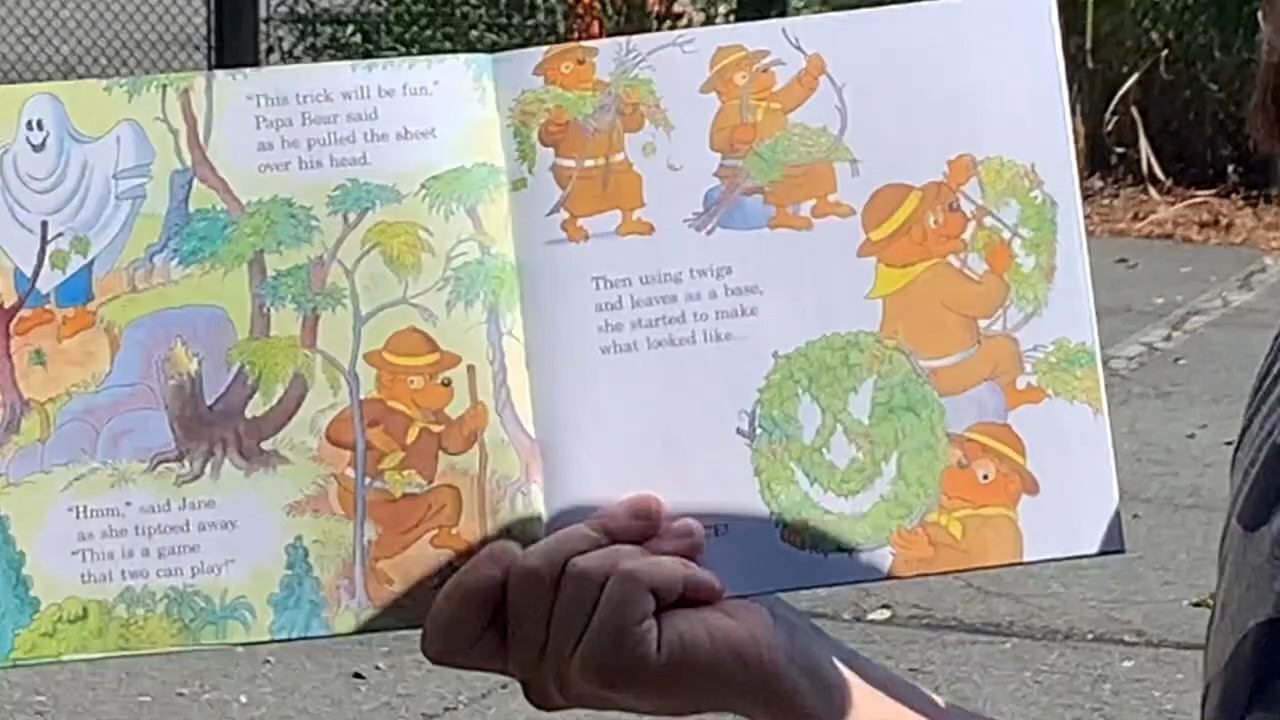 "This trick will be fun,"
Papa Bear said
as he pulled the sheet
over his head.
"Hmm," said Jane
as she tiptoed away.
"This is a game
that two can play!"
Then using twigs
and leaves as a base,
she started to make
what looked like...